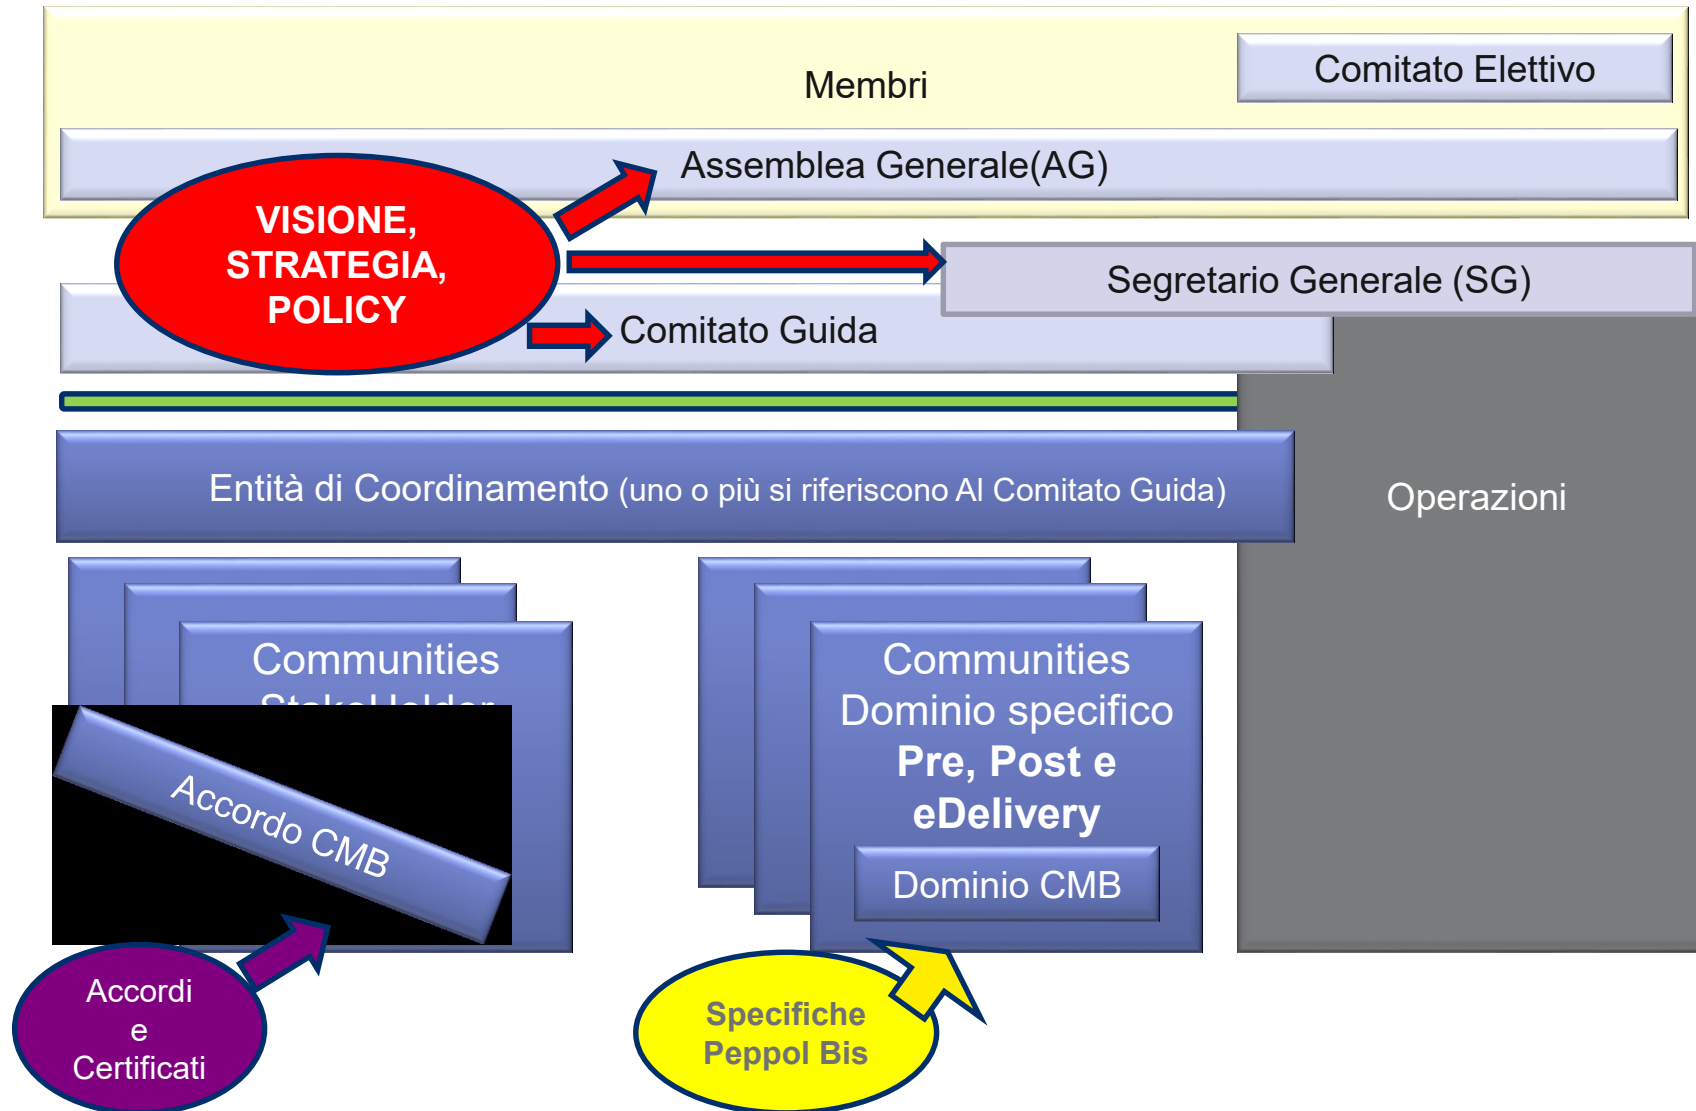 Comitato Elettivo
Membri
Assemblea Generale(AG)
VISIONE,
STRATEGIA,
POLICY
Segretario Generale (SG)
Comitato Guida
Entità di Coordinamento (uno o più si riferiscono Al Comitato Guida)
Operazioni
Communities
StakeHolder
Accordo CMB
Communities
Dominio specifico
Pre, Post e
eDelivery
Dominio CMB
Accordi
e
Certificati
Specifiche
Peppol Bis